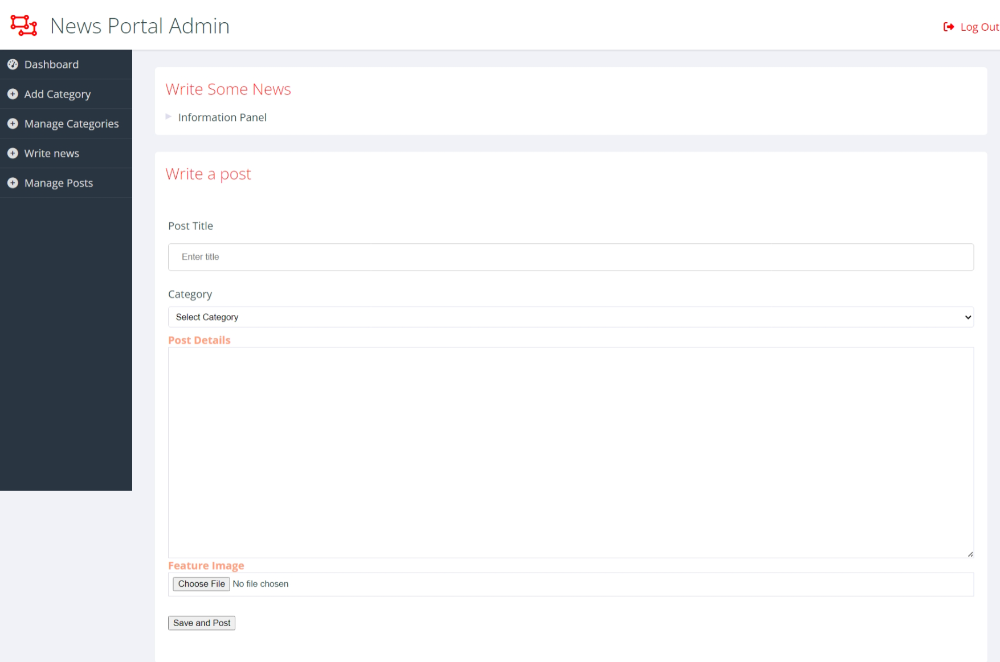 News Portal Admin
Log Out
Dashboard
Add Category
Manage Categories
Write news
Manage Posts
Write Some News
Information Panel
Write a post
Post Title
Enter title
Category
Select Category
Post Details
Feature Image
Choose File No file chosen
Save and Post